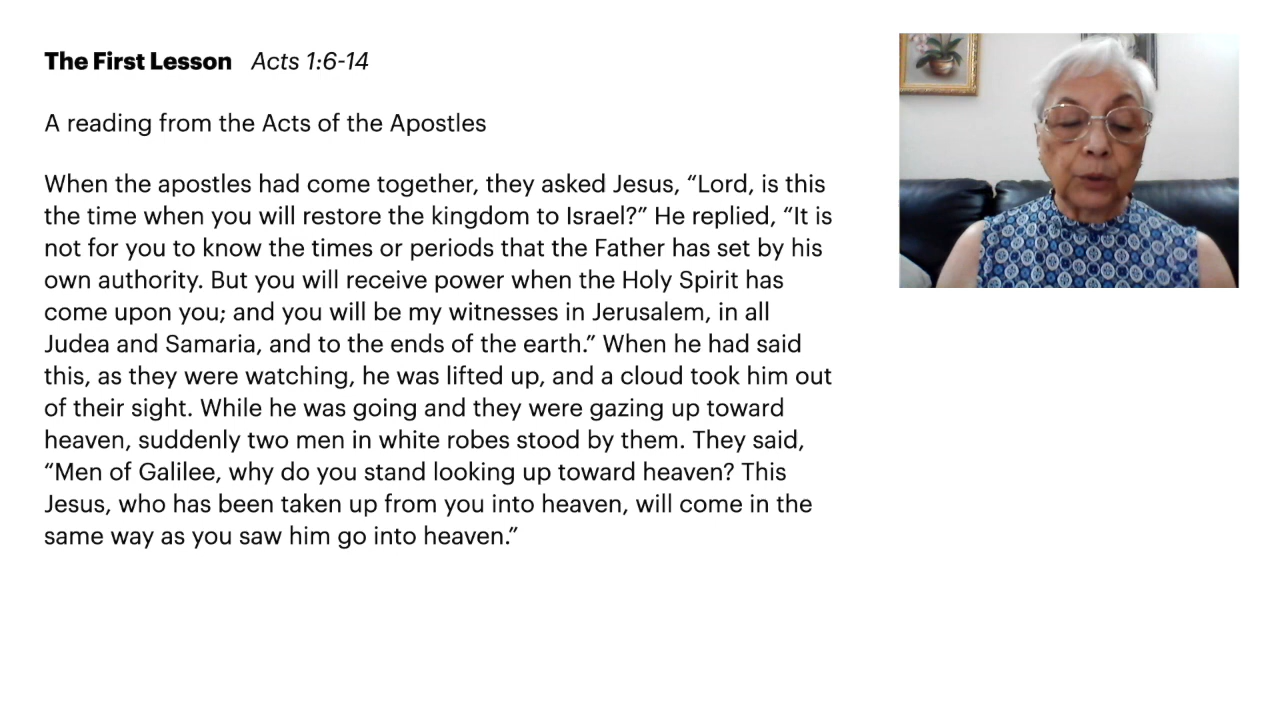 The First Lesson Acts 1:6-14
A reading from the Acts of the Apostles
When the apostles had come together, they asked Jesus, “Lord, is this
the time when you will restore the kingdom to Israel?” He replied, “It is
not for you to know the times or periods that the Father has set by his
own authority. But you will receive power when the Holy Spirit has
come upon you; and you will be my witnesses in Jerusalem, in all
Judea and Samaria, and to the ends of the earth.” When he had said
this, as they were watching, he was lifted up, and a cloud took him out
of their sight. While he was going and they were gazing up toward
heaven, suddenly two men in white robes stood by them. They said,
“Men of Galilee, why do you stand looking up toward heaven? This
Jesus, who has been taken up from you into heaven, will come in the
same way as you saw him go into heaven.”